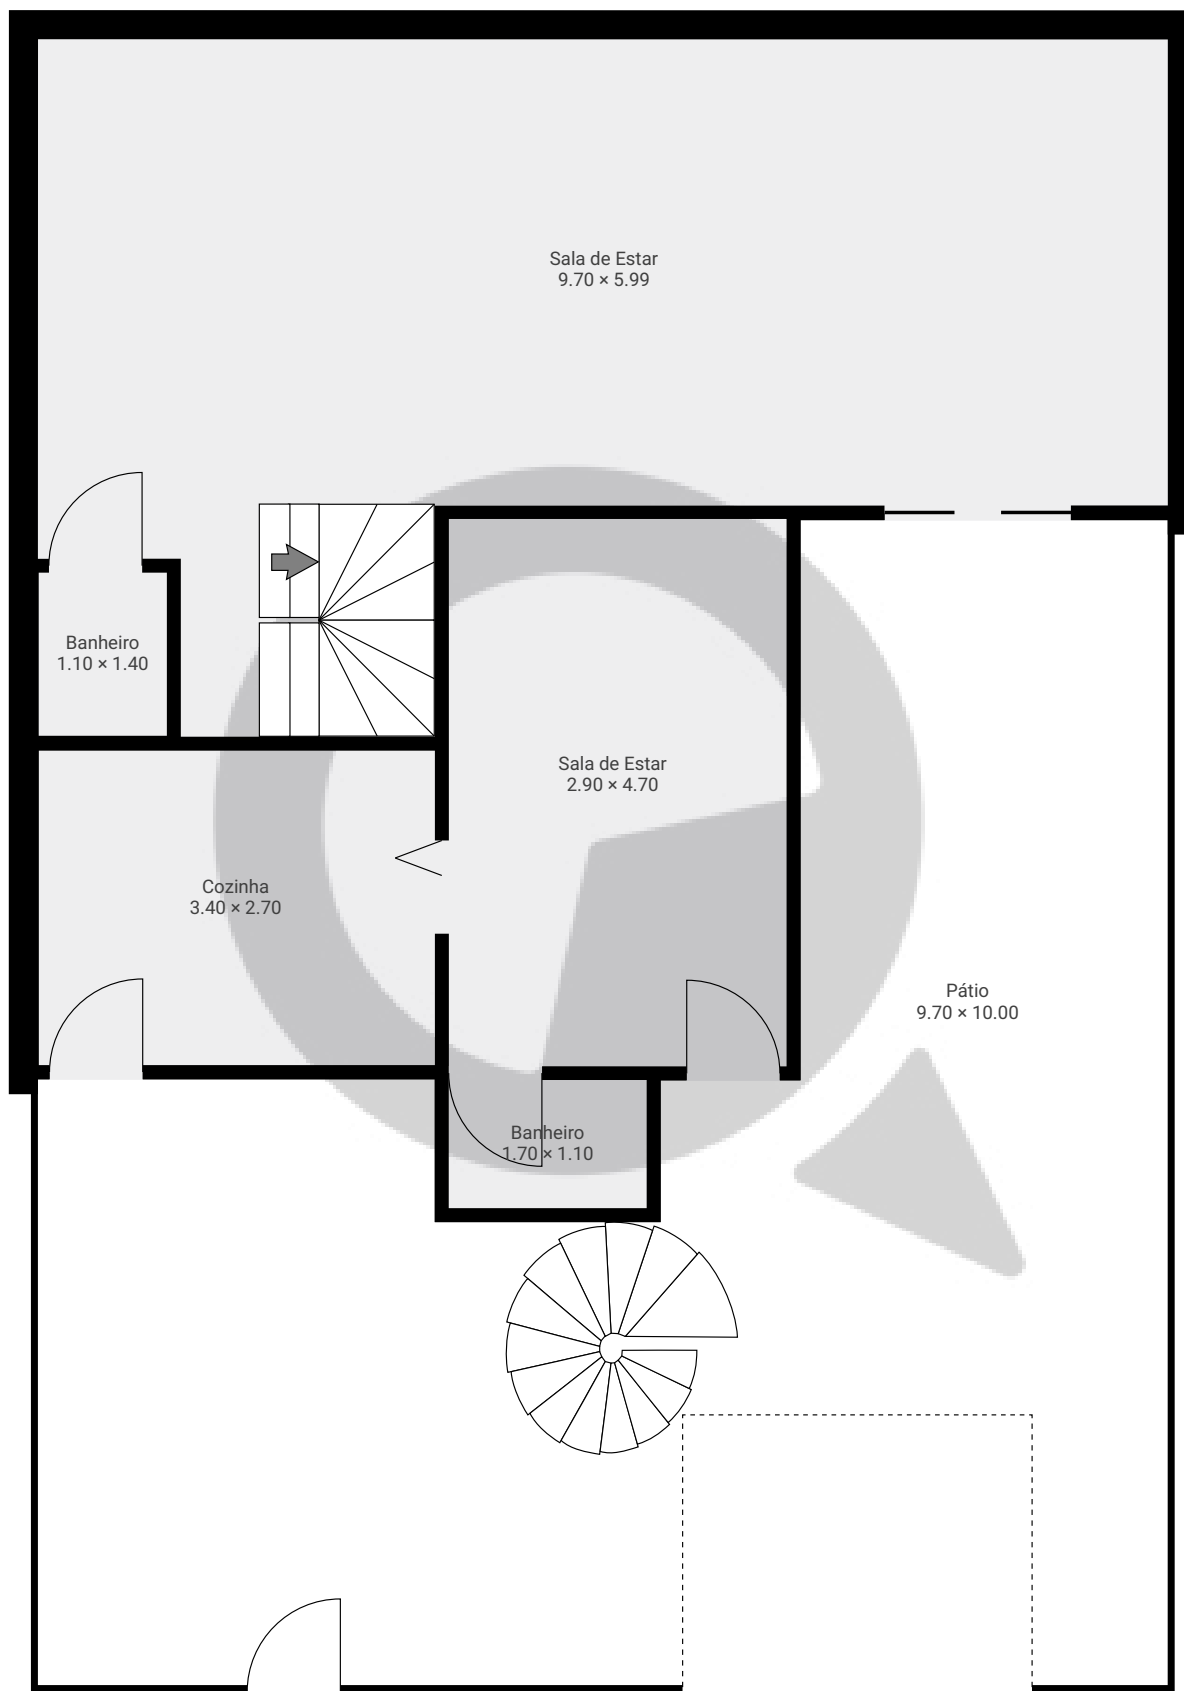 Sala de Estar
9.70 × 5.99
Banheiro
1.10 × 1.40
Sala de Estar
2.90 × 4.70
Cozinha
3.40 × 2.70
Pátio
9.70 × 10.00
Banheiro
1.70 × 1.10